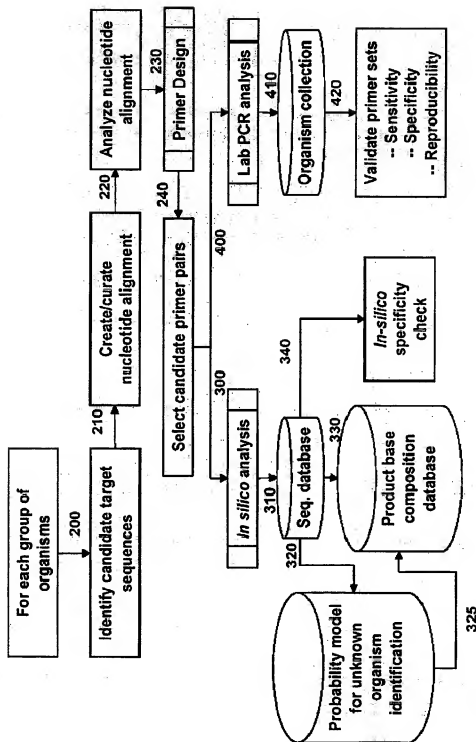 For each group of
organisms
200
Identify candidate target
sequences
210
Create/curate
nucleotide alignment
220
Analyze nucleotide
alignment
230
Primer Design
240
Select candidate primer pairs
300
400
In silico analysis
310
Seq. database
320
Probability model
for unknown
organism
identification
325
330
Product base
composition
database
340
In-silico
specificity
check
Lab PCR analysis
410
Organism collection
420
Validate primer sets
-- Sensitivity
-- Specificity
-- Reproducibility